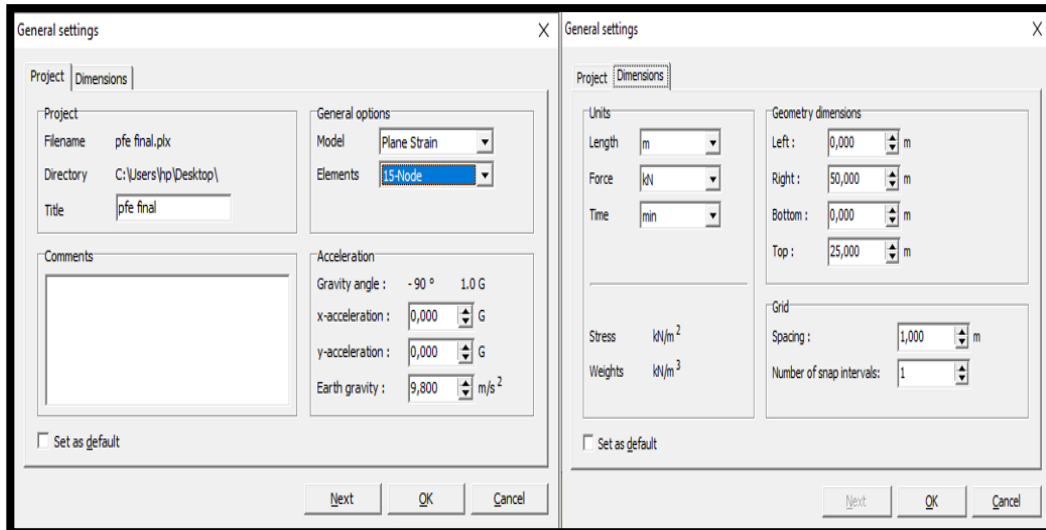 General settings X
Project Dimensions
Project
Filename pfe final.plx
Directory C:\Users\hp\Desktop\
Title pfe final
General options
Model Plane Strain
Elements 15-Node
Comments
Acceleration
Gravity angle : - 90 ° 1.0 G
x-acceleration : 0,000 G
y-acceleration : 0,000 G
Earth gravity : 9,800 m/s 2
Set as default
Next OK Cancel
General settings X
Project Dimensions
Units
Length m
Force kN
Time min
Stress kN/m 2
Weights kN/m 3
Geometry dimensions
Left : 0,000 m
Right : 50,000 m
Bottom : 0,000 m
Top : 25,000 m
Grid
Spacing : 1,000 m
Number of snap intervals: 1
Set as default
Next OK Cancel